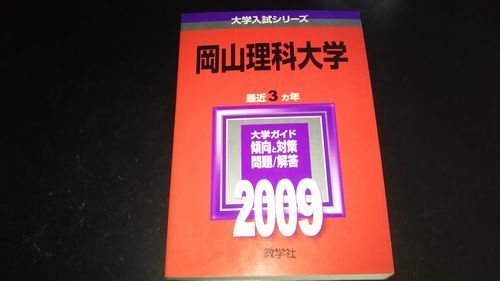 大学入試シリーズ
岡山理科大学
最近3ヵ年
大学ガイド
傾向と対策
問題/解答
2009
教学社